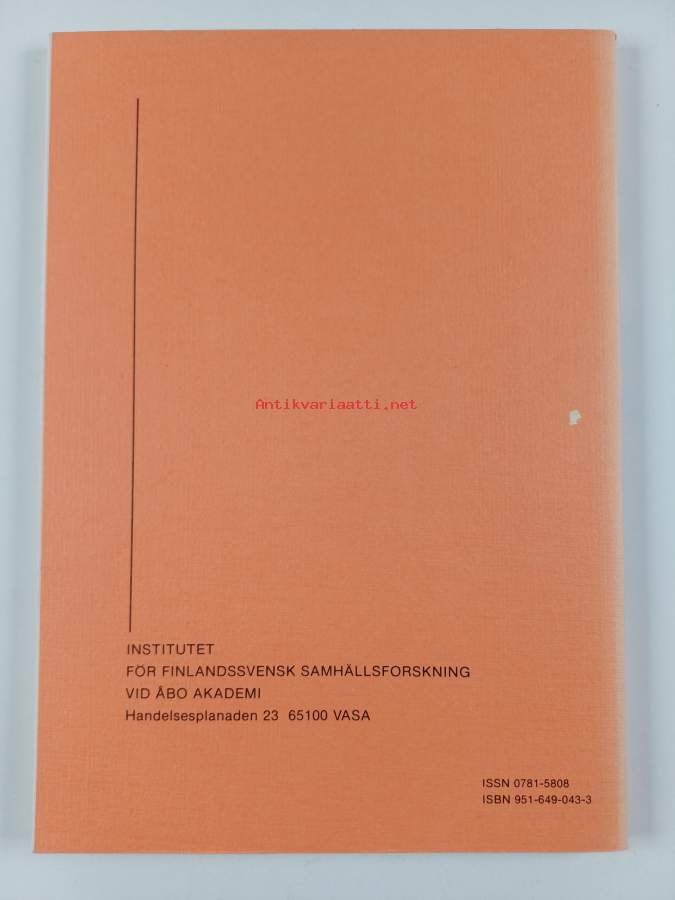 Antikvariaatti.net
INSTITUTET
FÖR FINLANDSSVENSK SAMHÄLLSFORSKNING
VID ÅBO AKADEMI
Handelsesplanaden 23 65100 VASA
ISSN 0781-5808
ISBN 951-649-043-3